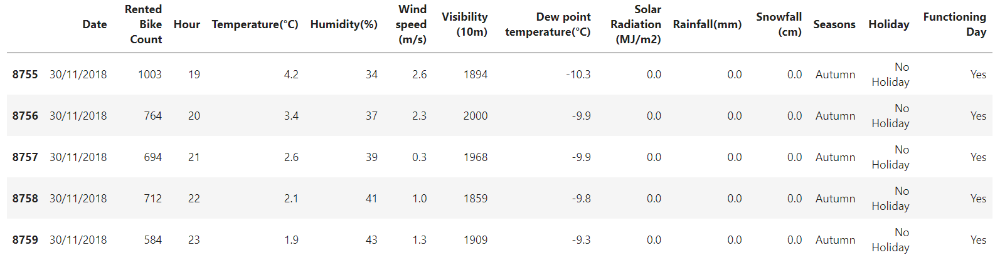 Date Rented Bike Count Hour Temperature(°C) Humidity(%) Wind speed (m/s) Visibility (10m) Dew point temperature(°C) Solar Radiation (MJ/m2) Rainfall(mm) Snowfall (cm) Seasons Holiday Functioning Day
8755 30/11/2018 1003 19 4.2 34 2.6 1894 -10.3 0.0 0.0 0.0 Autumn No Holiday Yes
8756 30/11/2018 764 20 3.4 37 2.3 2000 -9.9 0.0 0.0 0.0 Autumn No Holiday Yes
8757 30/11/2018 694 21 2.6 39 0.3 1968 -9.9 0.0 0.0 0.0 Autumn No Holiday Yes
8758 30/11/2018 712 22 2.1 41 1.0 1859 -9.8 0.0 0.0 0.0 Autumn No Holiday Yes
8759 30/11/2018 584 23 1.9 43 1.3 1909 -9.3 0.0 0.0 0.0 Autumn No Holiday Yes